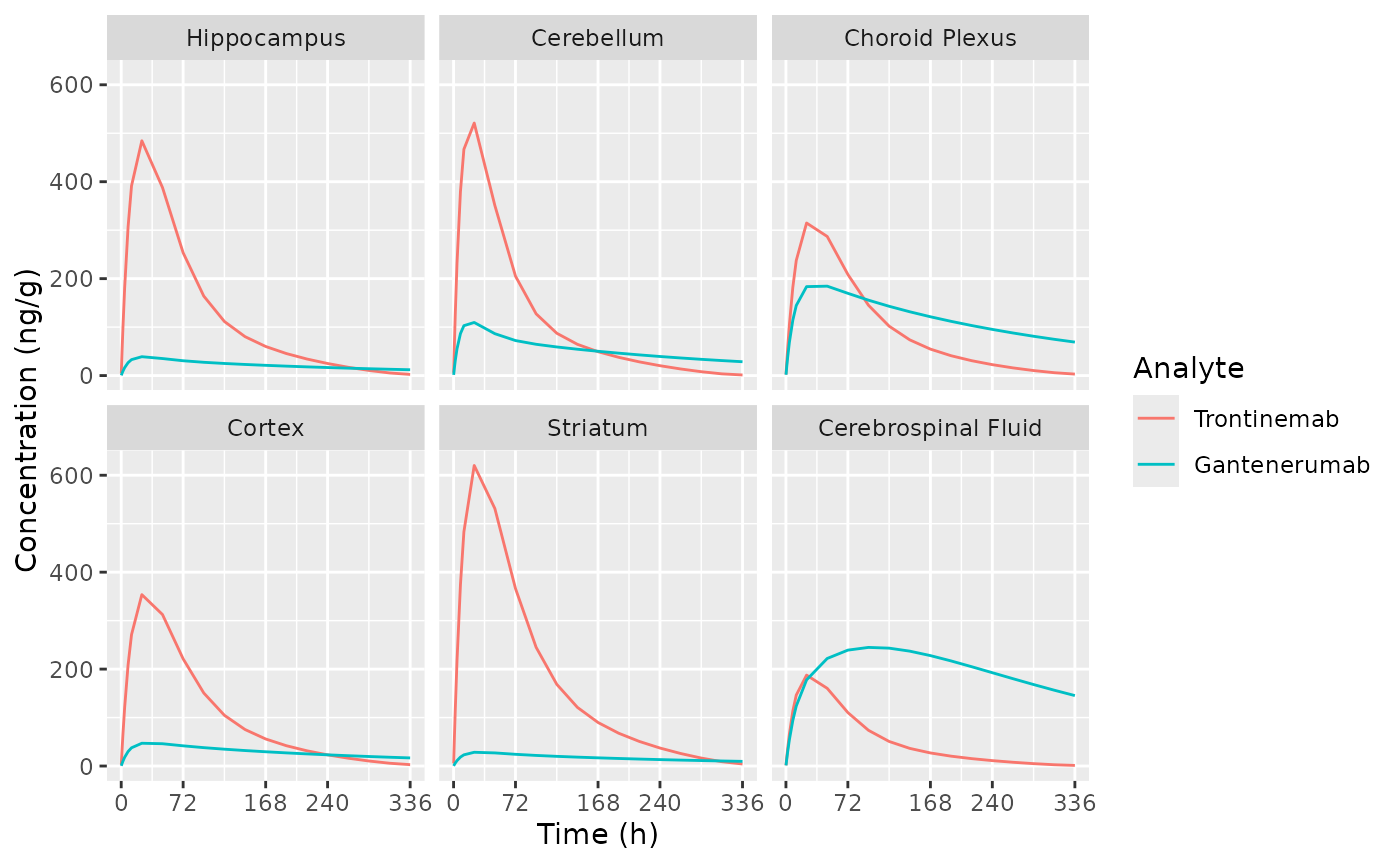 Hippocampus
Cerebellum
Choroid Plexus
600
400
200
0
Cortex
Striatum
Cerebrospinal Fluid
600
400
200
0
0 72 168 240 336
0 72 168 240 336
0 72 168 240 336
Time (h)
Concentration (ng/g)
Analyte
Trontinemab
Gantenerumab